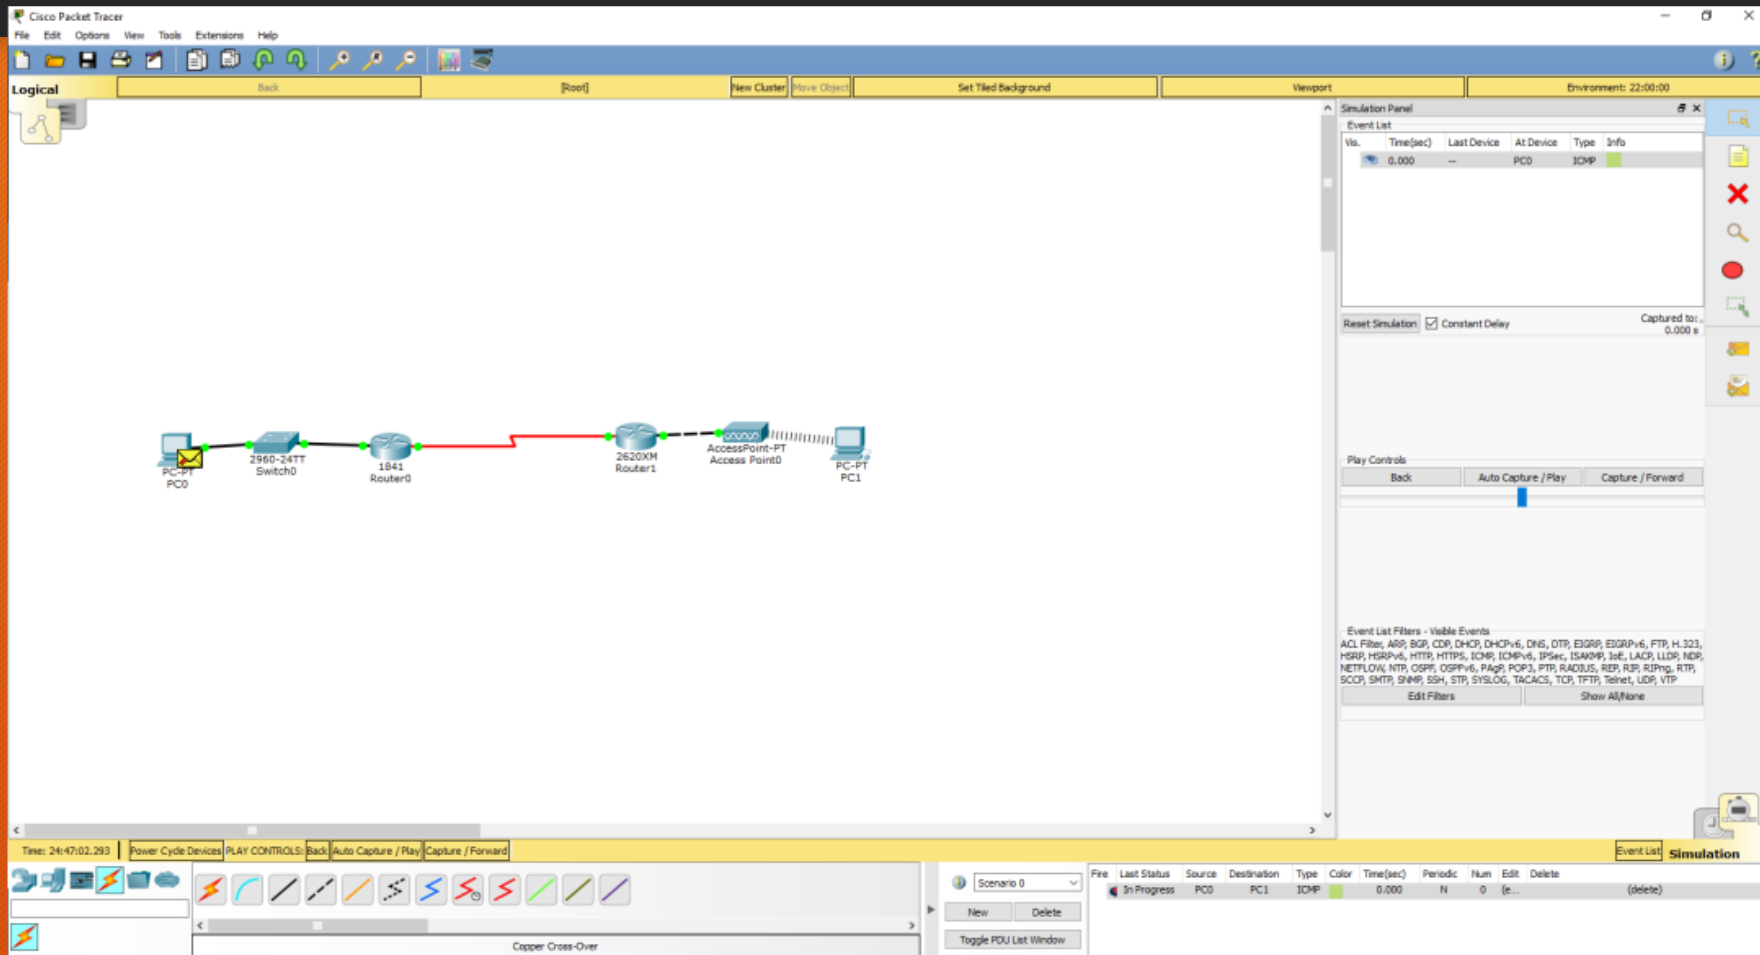 Cisco Packet Tracer
File Edit Options View Tools Extensions Help
Logical Back [Root] New Cluster Move Object Set Tiled Background Viewport Environment: 22:00:00
Simulation Panel
Event List
Vis. Time(sec) Last Device At Device Type Info
0.000 -- PC0 ICMP
Reset Simulation Constant Delay Captured to:
0.000 s
PC-PT
PC0
2960-24TT
Switch0
1841
Router0
2620XM
Router1
AccessPoint-PT
Access Point0
PC-PT
PC1
Play Controls
Back Auto Capture / Play Capture / Forward
Event List Filters - Visible Events
ACL Filter, ARP, BGP, CDP, DHCP, DHCPv6, DNS, DTP, EIGRP, EIGRPv6, FTP, H.323,
HSRP, HSRPv6, HTTP, HTTPS, ICMP, ICMPv6, IPSec, ISAKMP, IoE, LACP, LLDP, NDP,
NETFLOW, NTP, OSPF, OSPFv6, PAgP, POP3, PTP, RADIUS, REP, RIP, RIPng, RTP,
SCCP, SMTP, SNMP, SSH, STP, SYSLOG, TACACS, TCP, TFTP, Telnet, UDP, VTP
Edit Filters Show All/None
Time: 24:47:02.293 Power Cycle Devices PLAY CONTROLS: Back Auto Capture / Play Capture / Forward Event List Simulation
Scenario 0
New Delete
Toggle PDU List Window
Fire Last Status Source Destination Type Color Time(sec) Periodic Num Edit Delete
In Progress PC0 PC1 ICMP 0.000 N 0 (e... (delete)
Copper Cross-Over